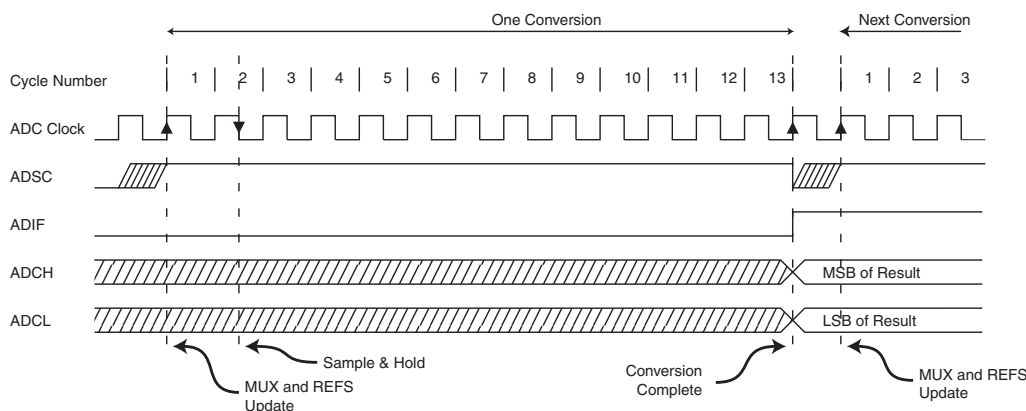 One Conversion Next Conversion
Cycle Number 1 2 3 4 5 6 7 8 9 10 11 12 13 1 2 3
ADC Clock
ADSC
ADIF
ADCH MSB of Result
ADCL LSB of Result
Sample & Hold
MUX and REFS
Update
Conversion
Complete
MUX and REFS
Update